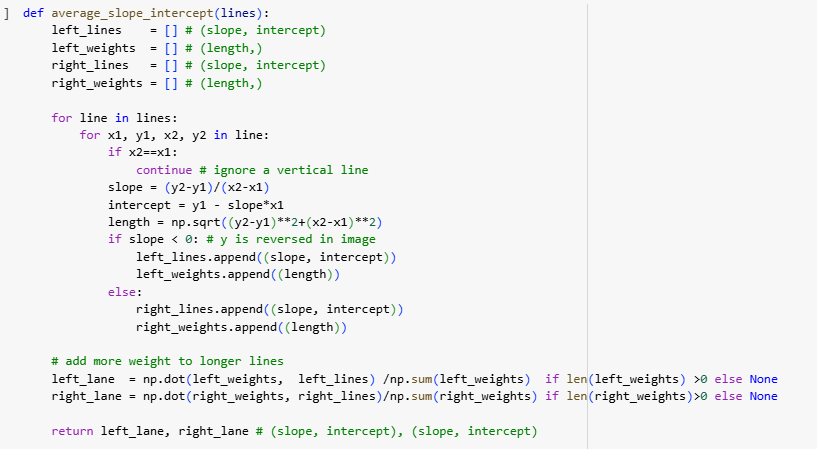 ] def average_slope_intercept(lines):
    left_lines    = [] # (slope, intercept)
    left_weights  = [] # (length,)
    right_lines   = [] # (slope, intercept)
    right_weights = [] # (length,)

    for line in lines:
        for x1, y1, x2, y2 in line:
            if x2==x1:
                continue # ignore a vertical line
            slope = (y2-y1)/(x2-x1)
            intercept = y1 - slope*x1
            length = np.sqrt((y2-y1)**2+(x2-x1)**2)
            if slope < 0: # y is reversed in image
                left_lines.append((slope, intercept))
                left_weights.append((length))
            else:
                right_lines.append((slope, intercept))
                right_weights.append((length))

    # add more weight to longer lines
    left_lane  = np.dot(left_weights,  left_lines) /np.sum(left_weights)  if len(left_weights) >0 else None
    right_lane = np.dot(right_weights, right_lines)/np.sum(right_weights) if len(right_weights)>0 else None

    return left_lane, right_lane # (slope, intercept), (slope, intercept)